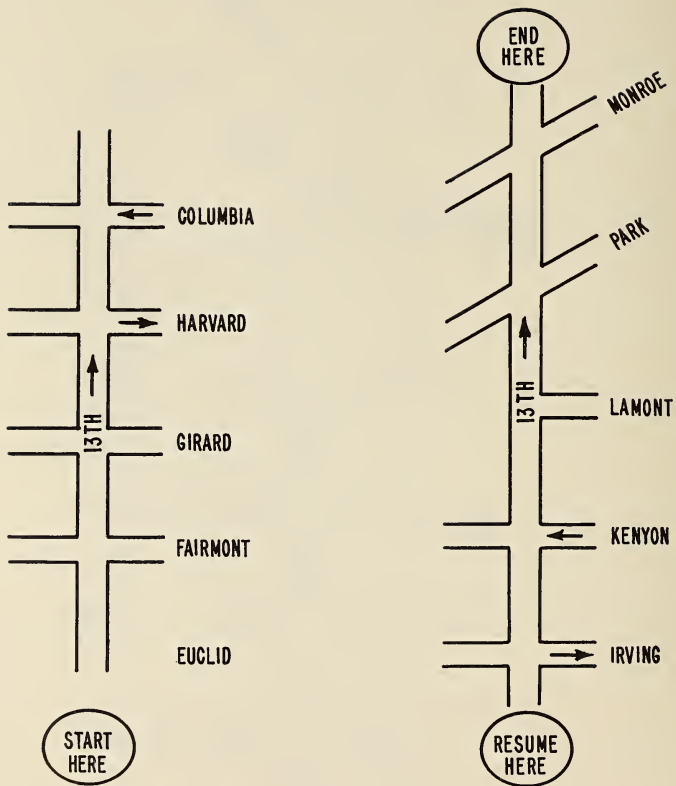 COLUMBIA
HARVARD
13TH
GIRARD
FAIRMONT
EUCLID
START
HERE
END
HERE
MONROE
PARK
13TH
LAMONT
KENYON
IRVING
RESUME
HERE